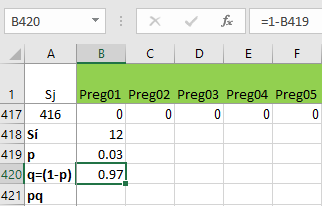 B420 =1-B419
A B C D E F
1 Sj Preg01 Preg02 Preg03 Preg04 Preg05
417 416 0 0 0 0 0
418 Sí 12
419 p 0.03
420 q=(1-p) 0.97
421 pq